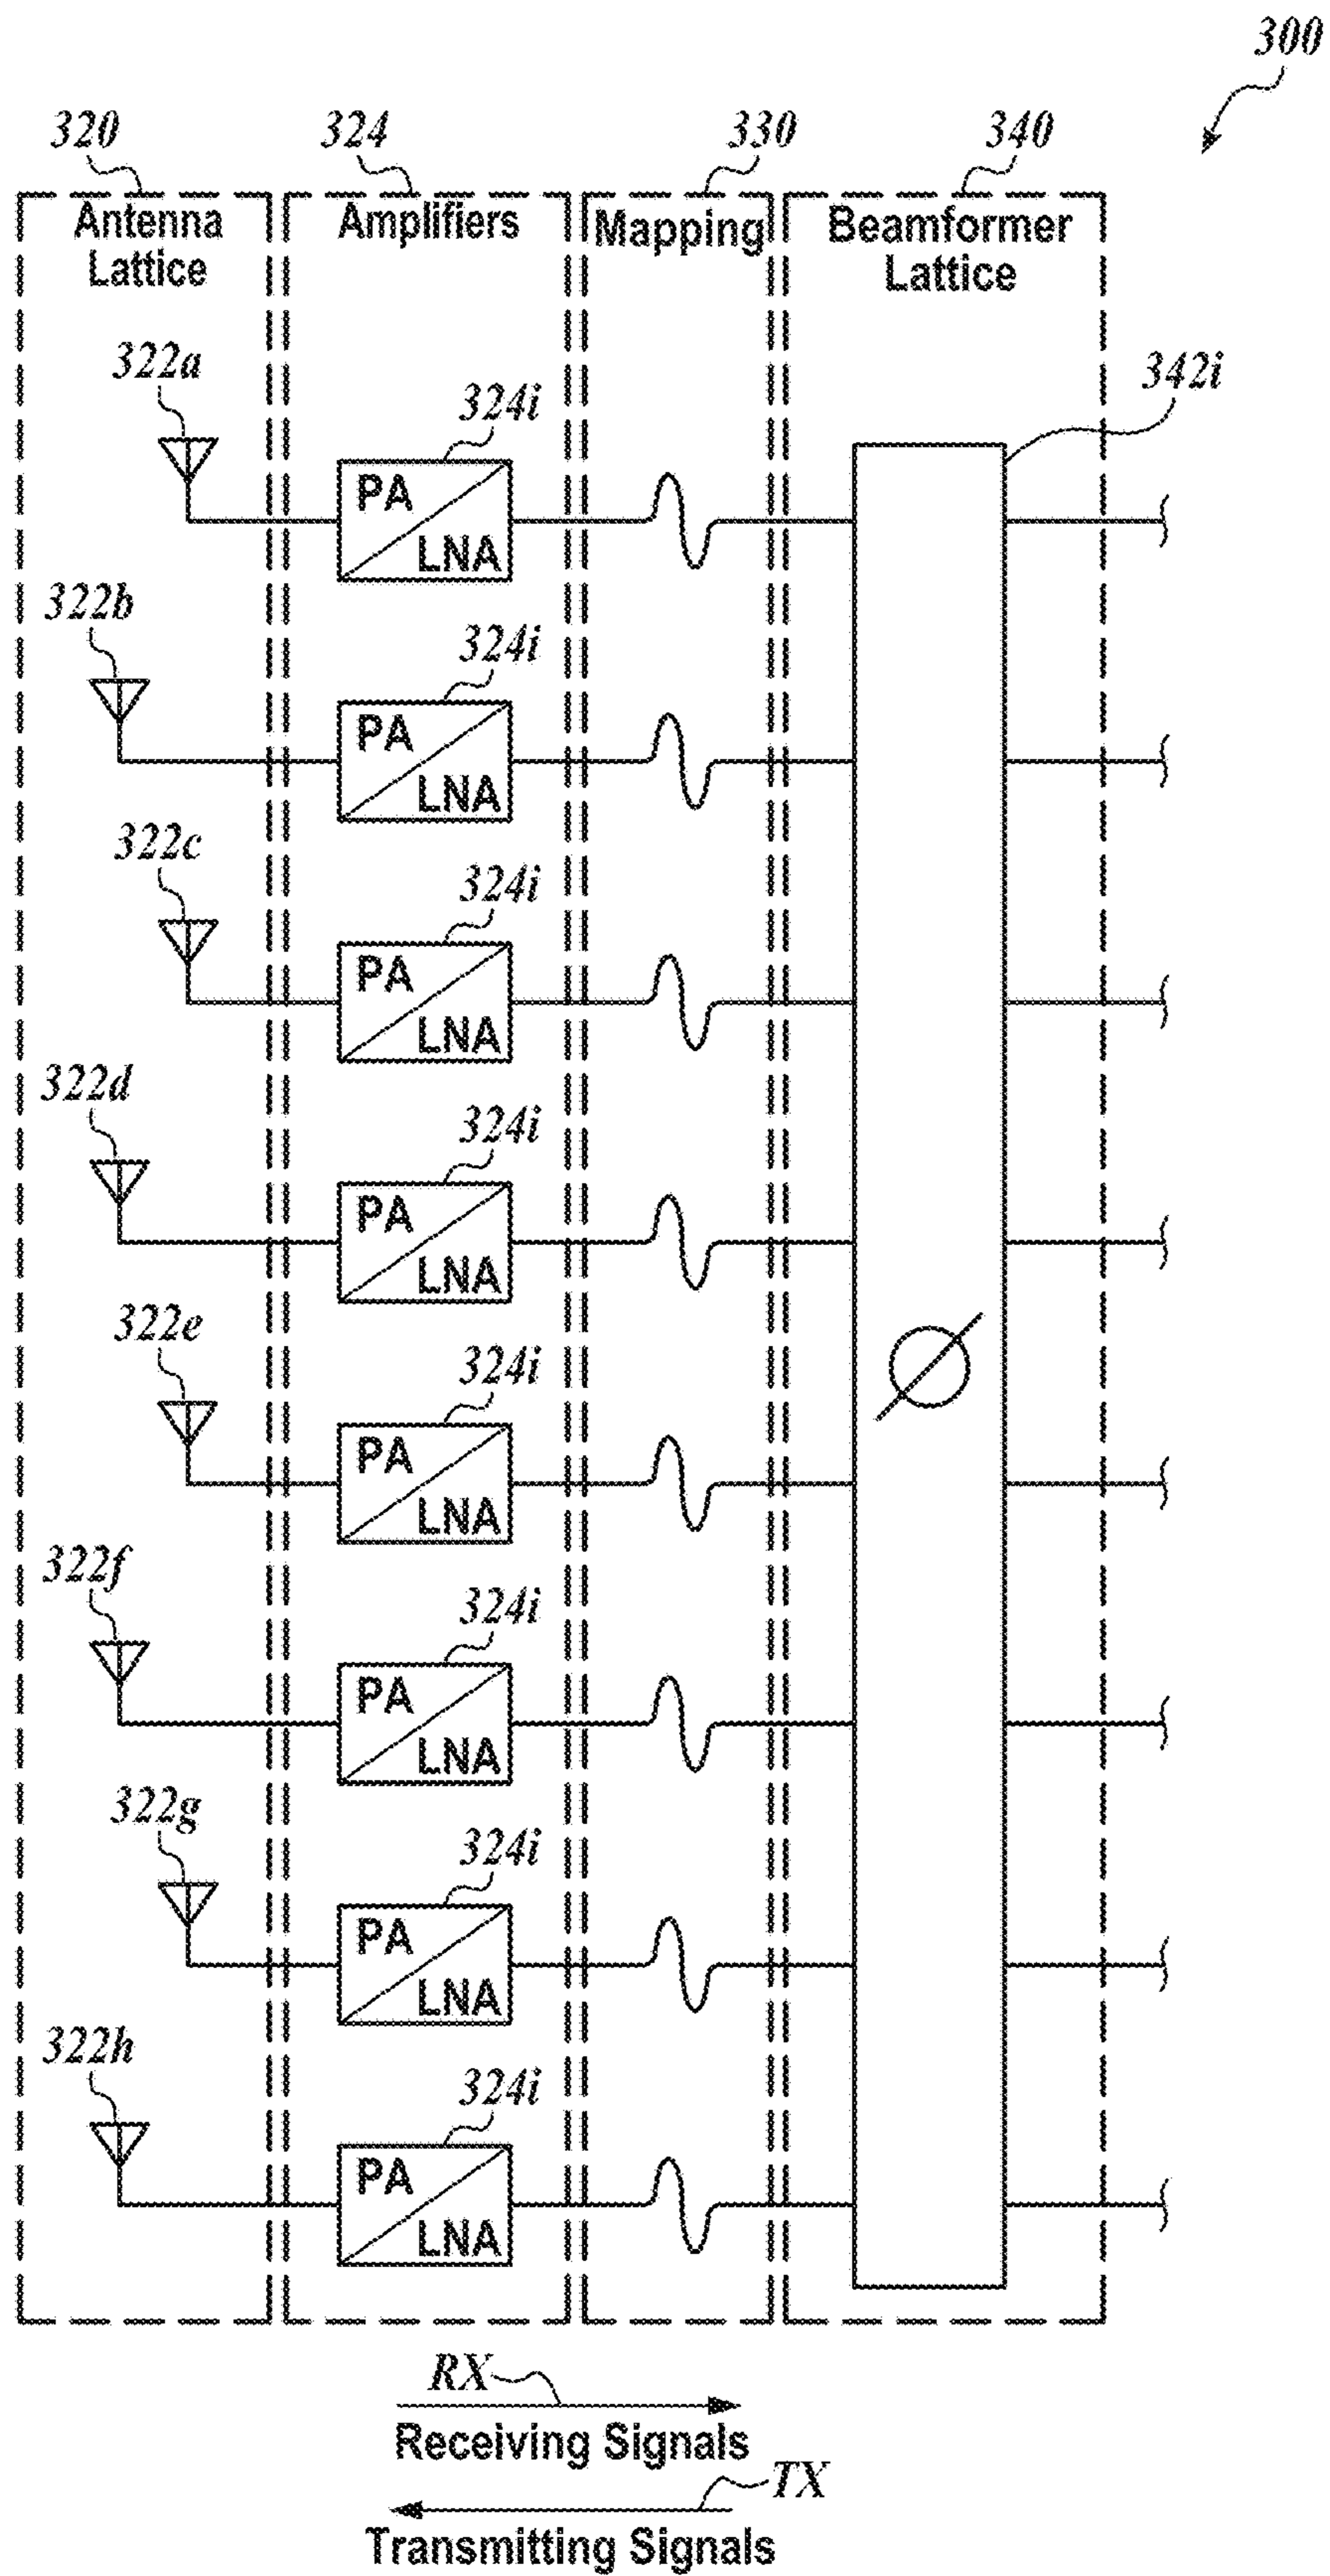 300
320
324
330
340
Antenna
Lattice
Amplifiers
Mapping
Beamformer
Lattice
322a
324i
342i
PA
LNA
322b
324i
PA
LNA
322c
324i
PA
LNA
322d
324i
PA
LNA
322e
324i
PA
LNA
322f
324i
PA
LNA
322g
324i
PA
LNA
322h
324i
PA
LNA
RX
Receiving Signals
TX
Transmitting Signals